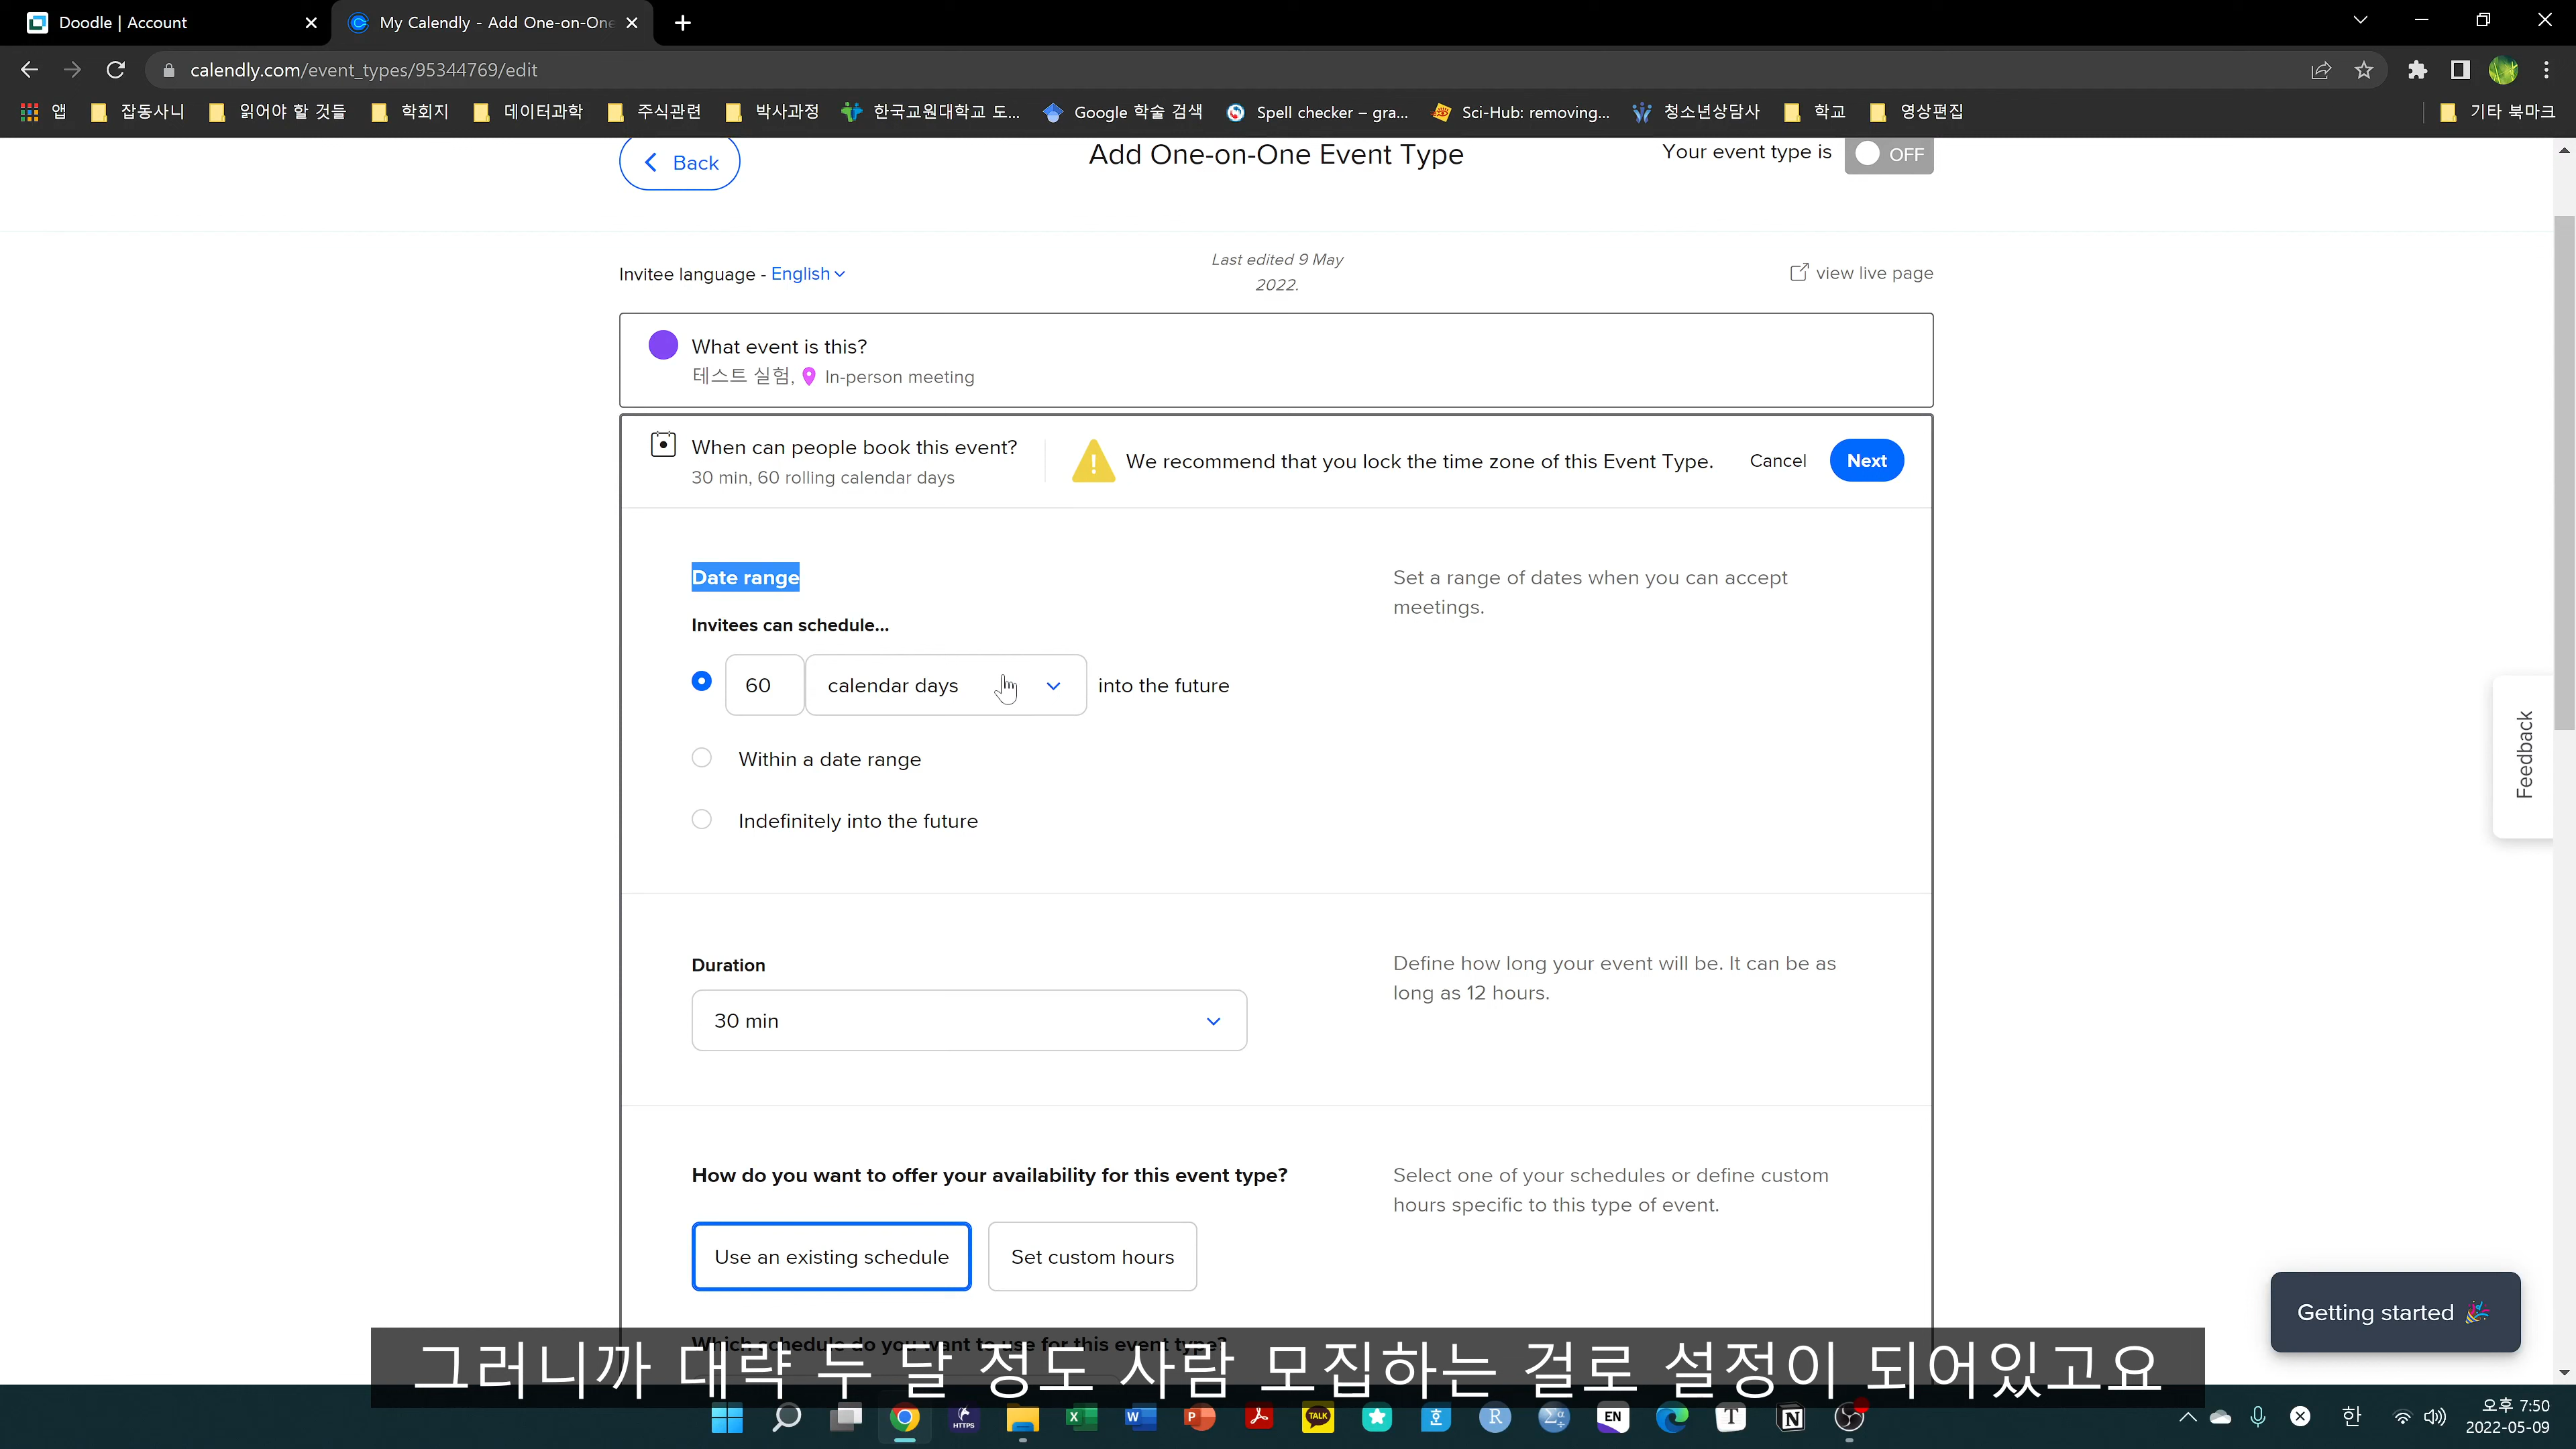 Doodle | Account
My Calendly - Add One-on-One
calendly.com/event_types/95344769/edit
앱 잡동사니 읽어야 할 것들 학회지 데이터과학 주식관련 박사과정 한국교원대학교 도... Google 학술 검색 Spell checker – gra... Sci-Hub: removing... 청소년상담사 학교 영상편집 기타 북마크
Back
Add One-on-One Event Type
Your event type is OFF
Invitee language - English
Last edited 9 May
2022.
view live page
What event is this?
테스트 실험, In-person meeting
When can people book this event?
30 min, 60 rolling calendar days
We recommend that you lock the time zone of this Event Type.
Cancel
Next
Date range
Set a range of dates when you can accept
meetings.
Invitees can schedule...
60 calendar days into the future
Within a date range
Indefinitely into the future
Feedback
Duration
Define how long your event will be. It can be as
long as 12 hours.
30 min
How do you want to offer your availability for this event type?
Select one of your schedules or define custom
hours specific to this type of event.
Use an existing schedule
Set custom hours
Getting started
Which schedule do you want to use for this event type?
그러니까 대략 두 달 정도 사람 모집하는 걸로 설정이 되어있고요
HTTPS
TALK
EN
한
오후 7:50
2022-05-09